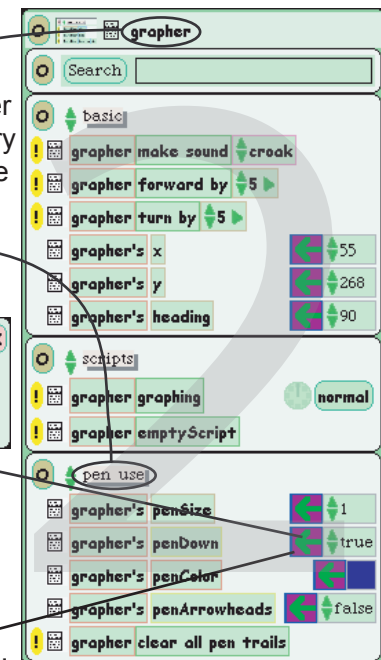 grapher
Search
basic
! grapher make sound croak
! grapher forward by 5
! grapher turn by 5
grapher's x 55
grapher's y 268
grapher's heading 90
scripts
! grapher graphing normal
! grapher emptyScript
pen use
grapher's penSize 1
grapher's penDown true
grapher's penColor
grapher's penArrowheads false
! grapher clear all pen trails
2